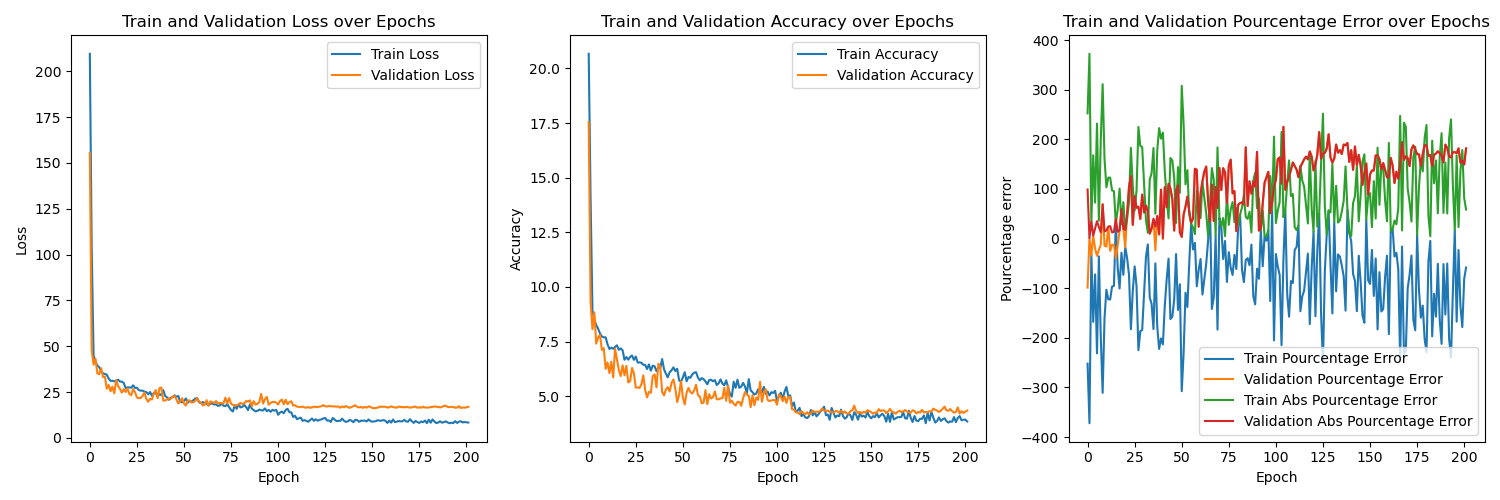 Train and Validation Loss over Epochs
Loss
200
175
150
125
100
75
50
25
0
0 25 50 75 100 125 150 175 200
Epoch
Train Loss
Validation Loss
Train and Validation Accuracy over Epochs
Accuracy
20.0
17.5
15.0
12.5
10.0
7.5
5.0
0 25 50 75 100 125 150 175 200
Epoch
Train Accuracy
Validation Accuracy
Train and Validation Pourcentage Error over Epochs
Pourcentage error
400
300
200
100
0
−100
−200
−300
−400
0 25 50 75 100 125 150 175 200
Epoch
Train Pourcentage Error
Validation Pourcentage Error
Train Abs Pourcentage Error
Validation Abs Pourcentage Error